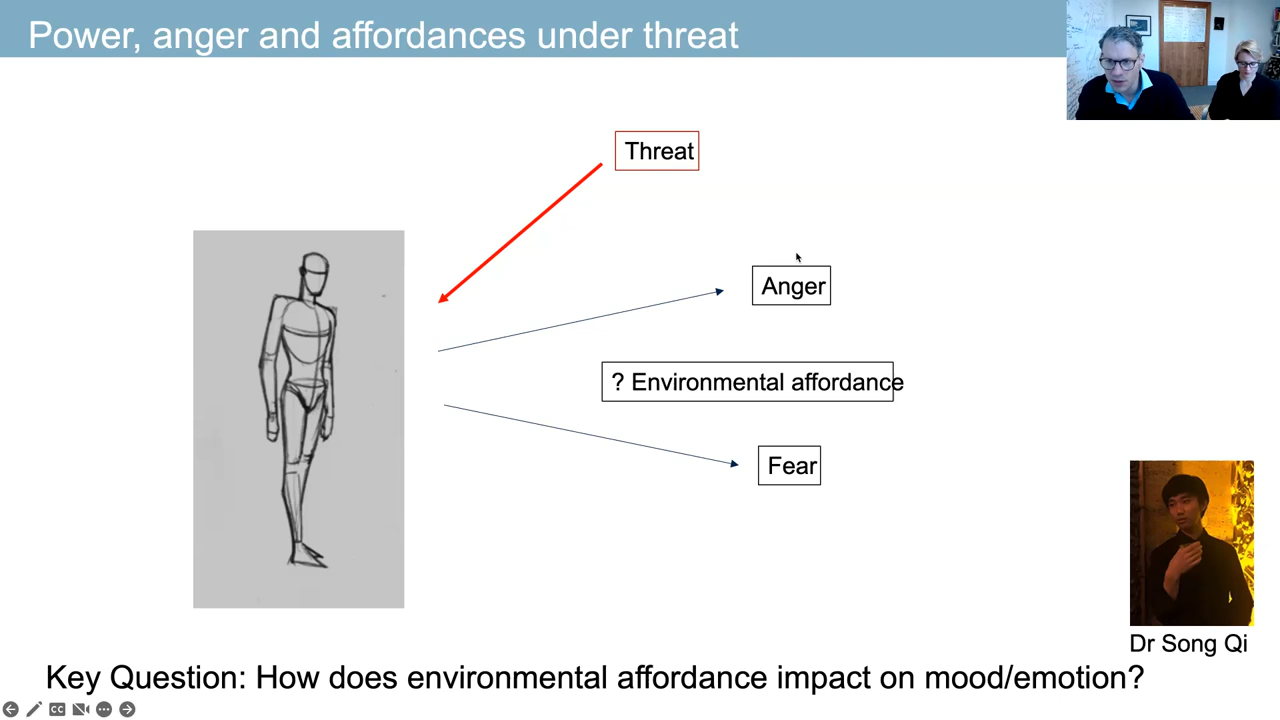 Power, anger and affordances under threat
Threat
Anger
? Environmental affordance
Fear
Dr Song Qi
Key Question: How does environmental affordance impact on mood/emotion?
CC